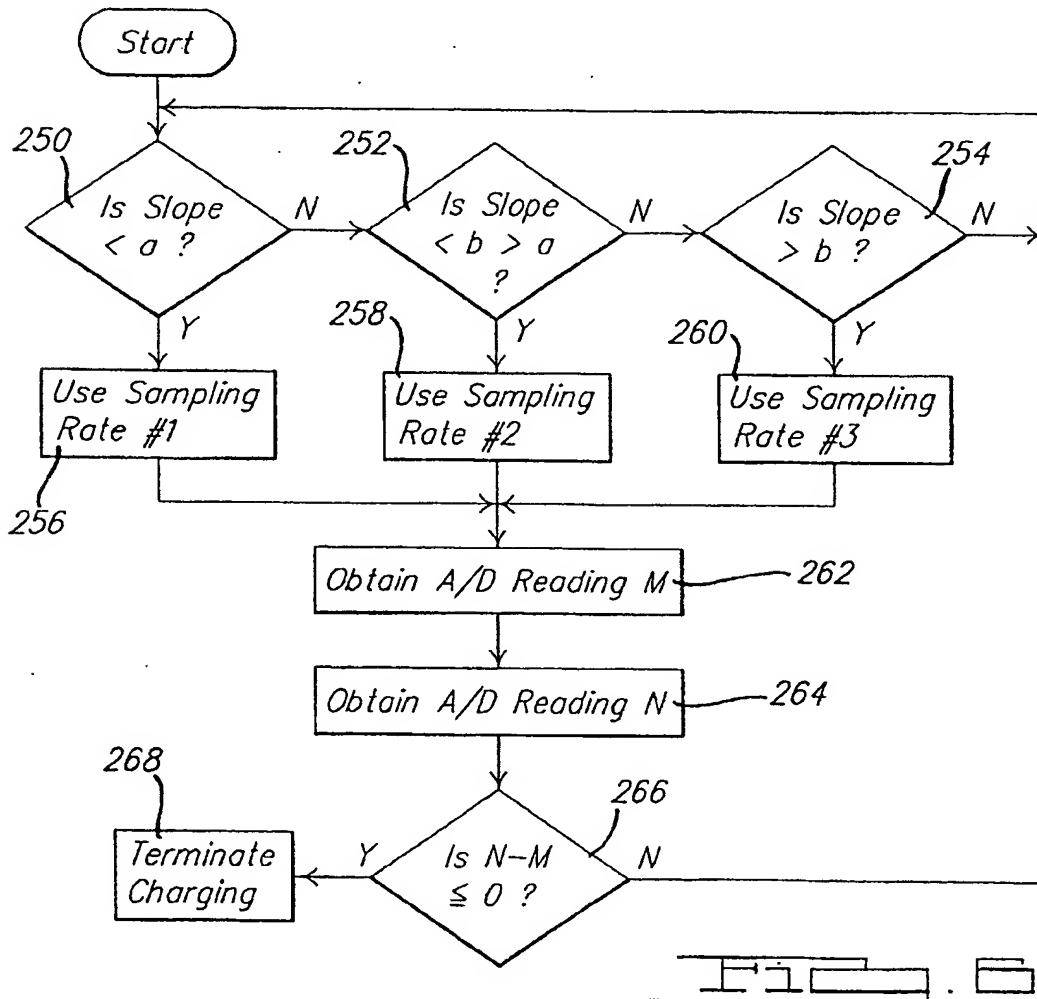 Start
250
Is Slope
< a ?
N
252
Is Slope
< b > a
?
N
254
Is Slope
> b ?
N
Y
Y
Y
258
260
Use Sampling
Rate #1
Use Sampling
Rate #2
Use Sampling
Rate #3
256
Obtain A/D Reading M
262
Obtain A/D Reading N
264
268
266
Terminate
Charging
Y
Is N-M
≦ 0 ?
N